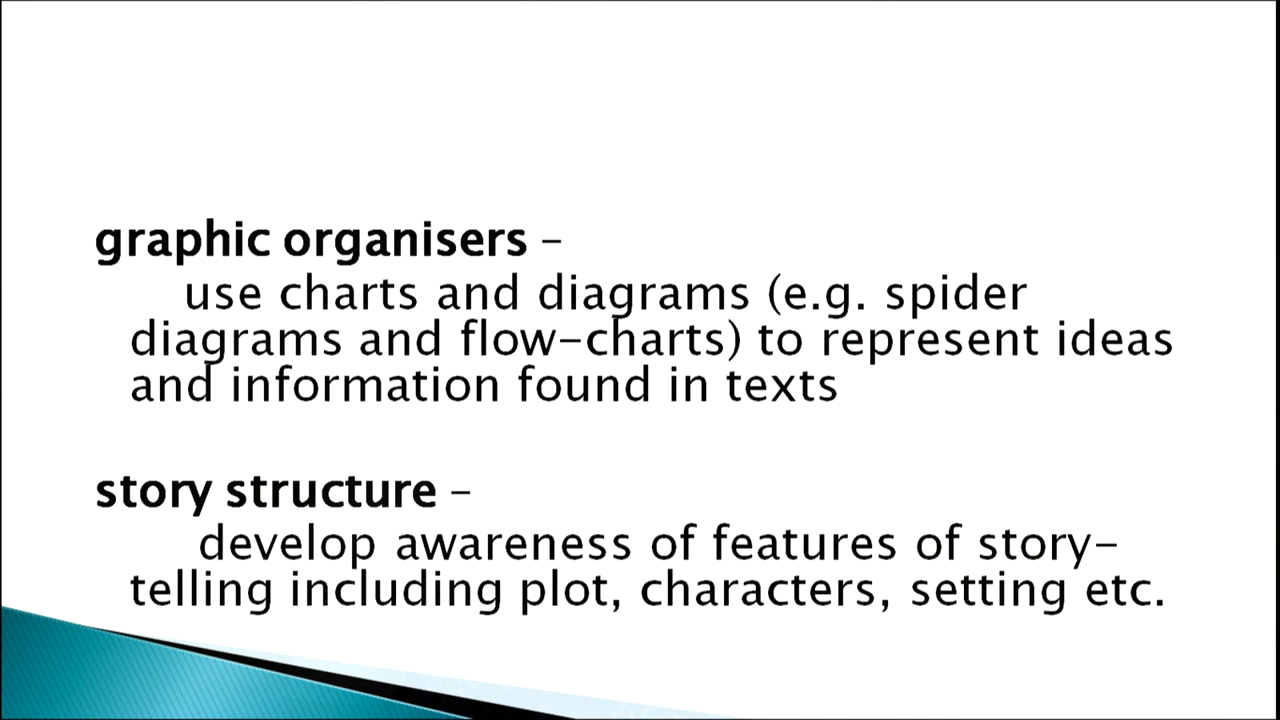 graphic organisers –
use charts and diagrams (e.g. spider
diagrams and flow-charts) to represent ideas
and information found in texts
story structure –
develop awareness of features of story-
telling including plot, characters, setting etc.